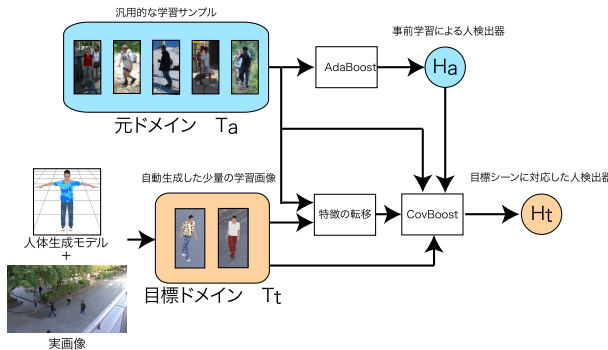 汎用的な学習サンプル
元ドメイン Ta
AdaBoost
事前学習による人検出器
Ha
自動生成した少量の学習画像
目標ドメイン Tt
特徴の転移
CovBoost
目標シーンに対応した人検出器
Ht
人体生成モデル
+
実画像